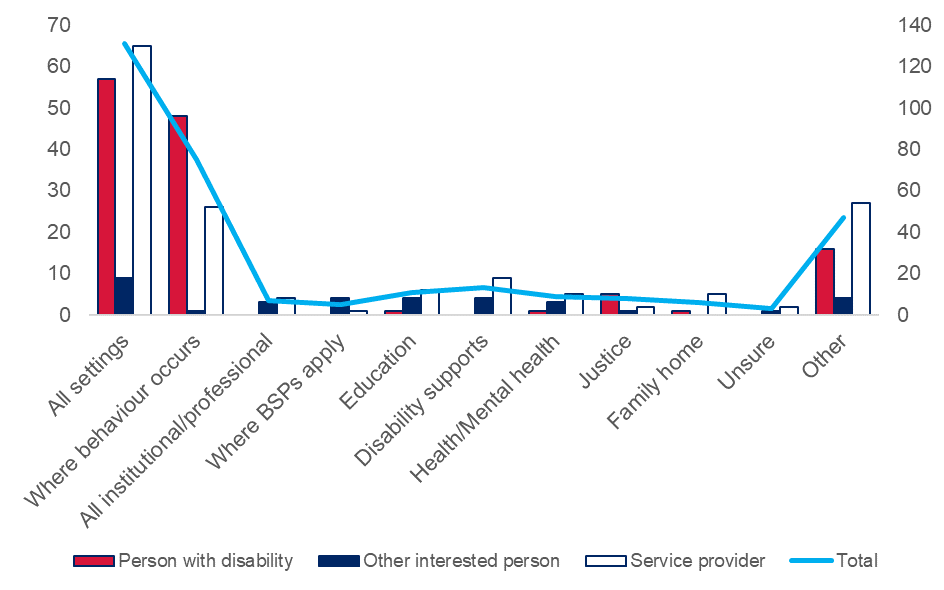 70
60
50
40
30
20
10
0
140
120
100
80
60
40
20
0
All settings
Where behaviour occurs
All institutional/professional
Where BSPs apply
Education
Disability supports
Health/Mental health
Justice
Family home
Unsure
Other
Person with disability
Other interested person
Service provider
Total